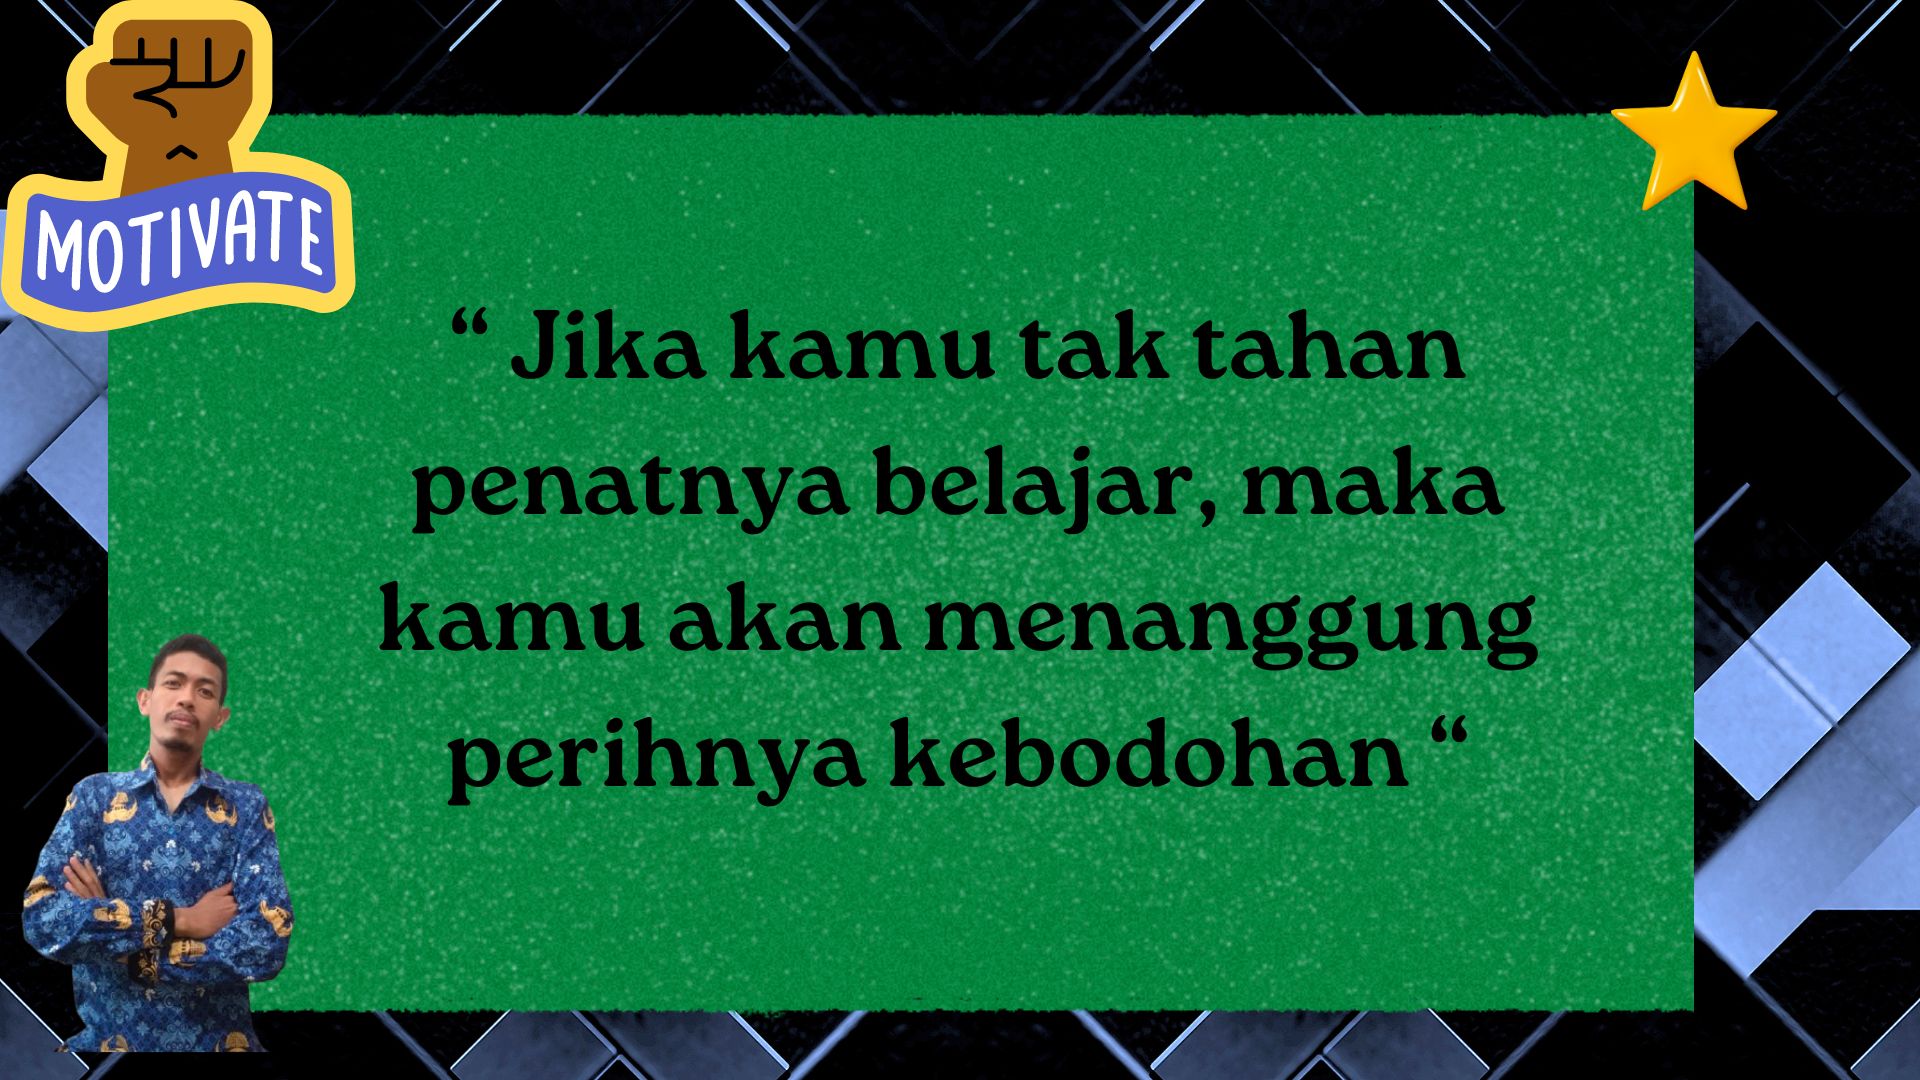 MOTIVATE
“ Jika kamu tak tahan
penatnya belajar, maka
kamu akan menanggung
perihnya kebodohan “